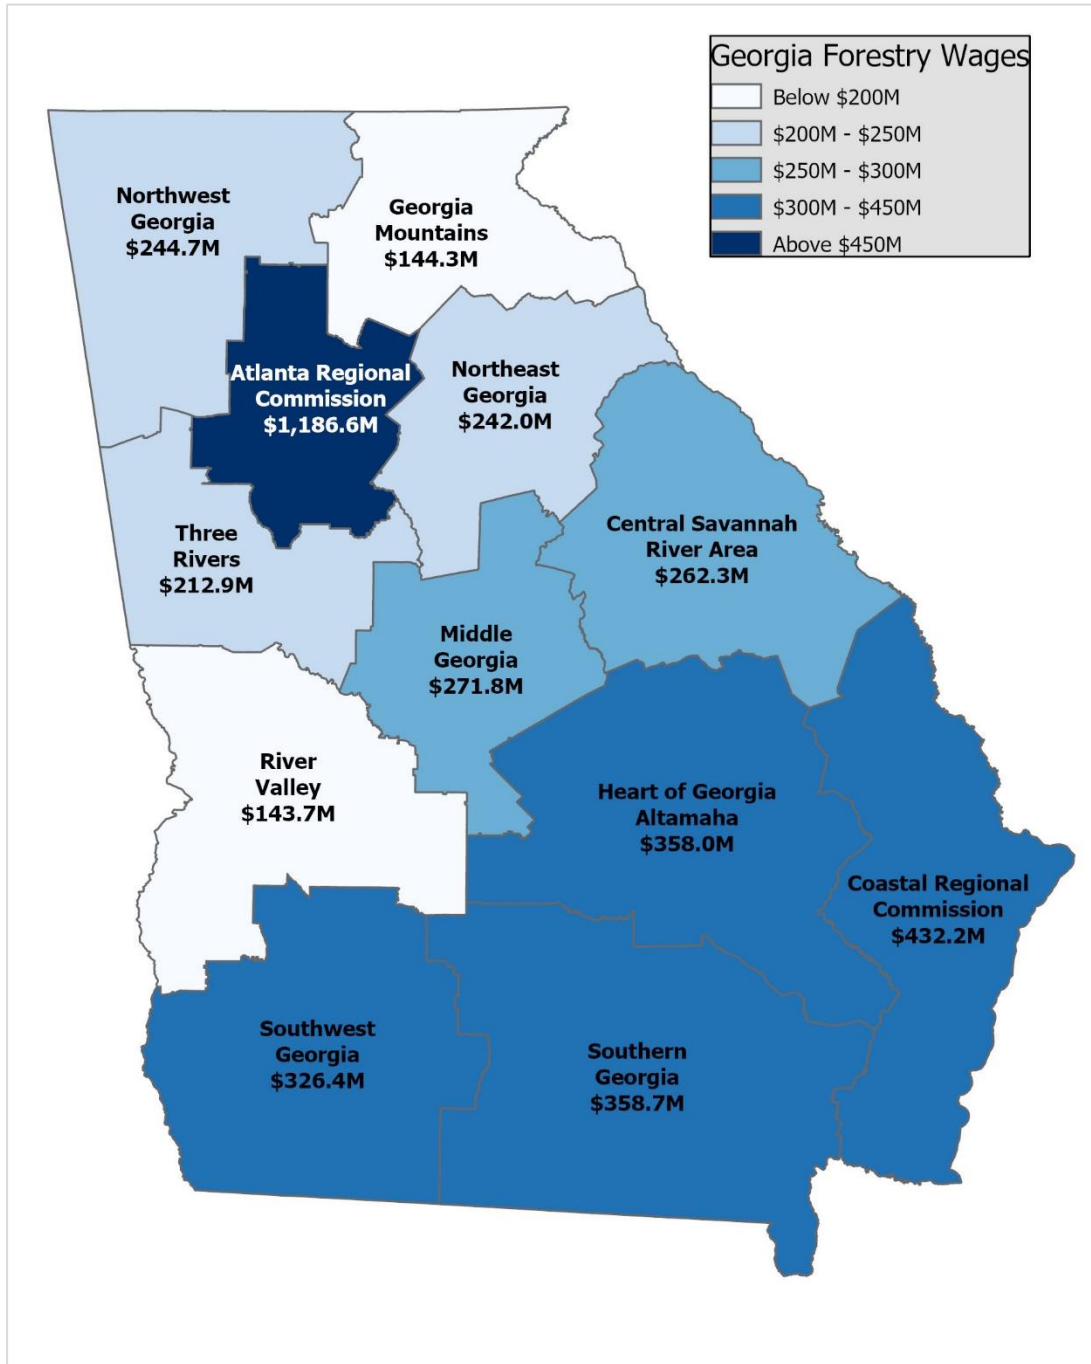 Georgia Forestry Wages
Below $200M
$200M - $250M
$250M - $300M
$300M - $450M
Above $450M
Northwest
Georgia
$244.7M
Georgia
Mountains
$144.3M
Atlanta Regional
Commission
$1,186.6M
Northeast
Georgia
$242.0M
Three
Rivers
$212.9M
Central Savannah
River Area
$262.3M
Middle
Georgia
$271.8M
River
Valley
$143.7M
Heart of Georgia
Altamaha
$358.0M
Coastal Regional
Commission
$432.2M
Southwest
Georgia
$326.4M
Southern
Georgia
$358.7M